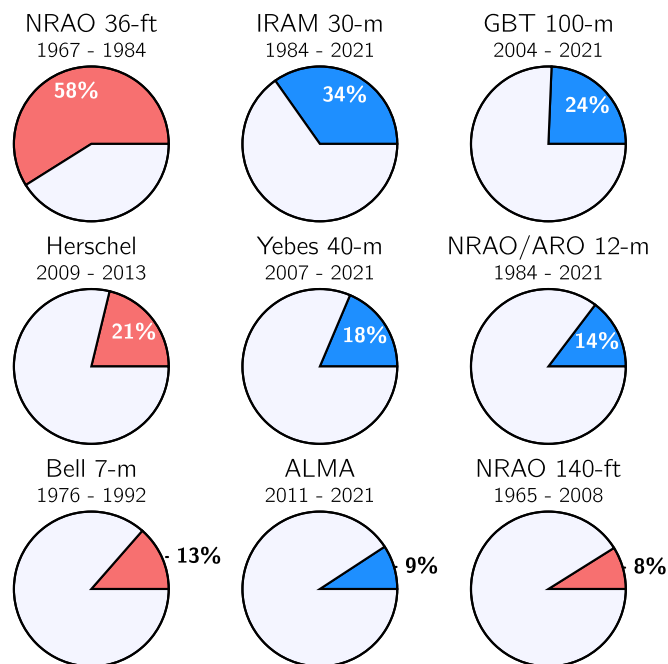 NRAO 36-ft
1967 - 1984
58%
IRAM 30-m
1984 - 2021
34%
GBT 100-m
2004 - 2021
24%
Herschel
2009 - 2013
21%
Yebes 40-m
2007 - 2021
18%
NRAO/ARO 12-m
1984 - 2021
14%
Bell 7-m
1976 - 1992
13%
ALMA
2011 - 2021
9%
NRAO 140-ft
1965 - 2008
8%